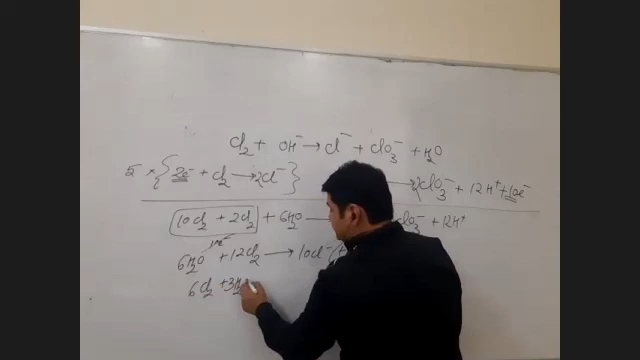 Cl₂ + OH⁻ → Cl⁻ + ClO₃⁻ + H₂O
5 × { 2e⁻ + Cl₂ → 2Cl⁻ } → 2ClO₃⁻ + 12H⁺ + 10e⁻
10Cl₂ + 2Cl₂ + 6H₂O ClO₃⁻ + 12H⁺
6H₂O + 12Cl₂ → 10Cl⁻
6Cl₂ + 3H₂